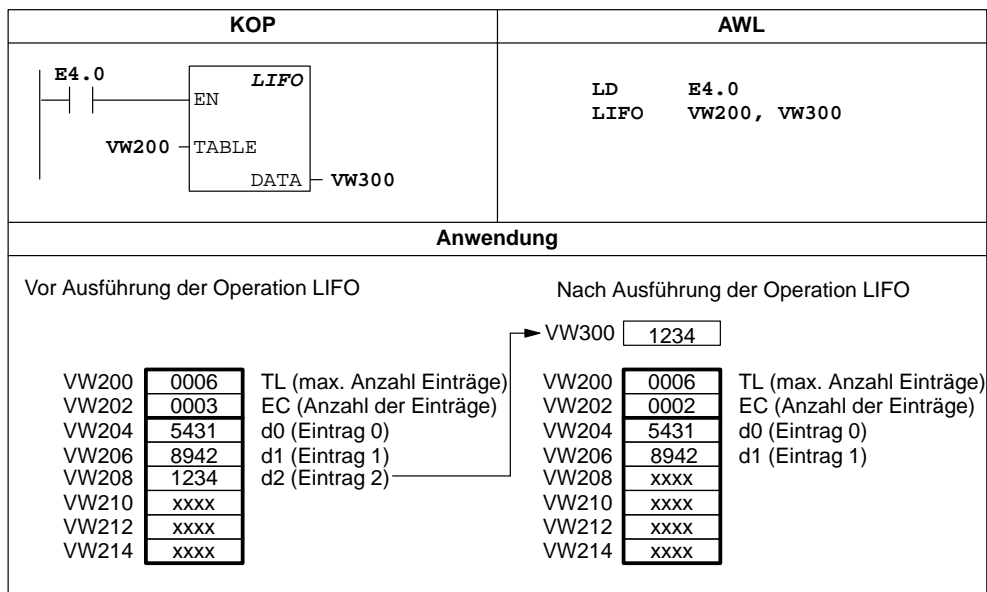 KOP AWL
E4.0 LIFO
EN
VW200 TABLE
DATA VW300
LD E4.0
LIFO VW200, VW300
Anwendung
Vor Ausführung der Operation LIFO
VW200 0006 TL (max. Anzahl Einträge)
VW202 0003 EC (Anzahl der Einträge)
VW204 5431 d0 (Eintrag 0)
VW206 8942 d1 (Eintrag 1)
VW208 1234 d2 (Eintrag 2)
VW210 xxxx
VW212 xxxx
VW214 xxxx
Nach Ausführung der Operation LIFO
VW300 1234
VW200 0006 TL (max. Anzahl Einträge)
VW202 0002 EC (Anzahl der Einträge)
VW204 5431 d0 (Eintrag 0)
VW206 8942 d1 (Eintrag 1)
VW208 xxxx
VW210 xxxx
VW212 xxxx
VW214 xxxx